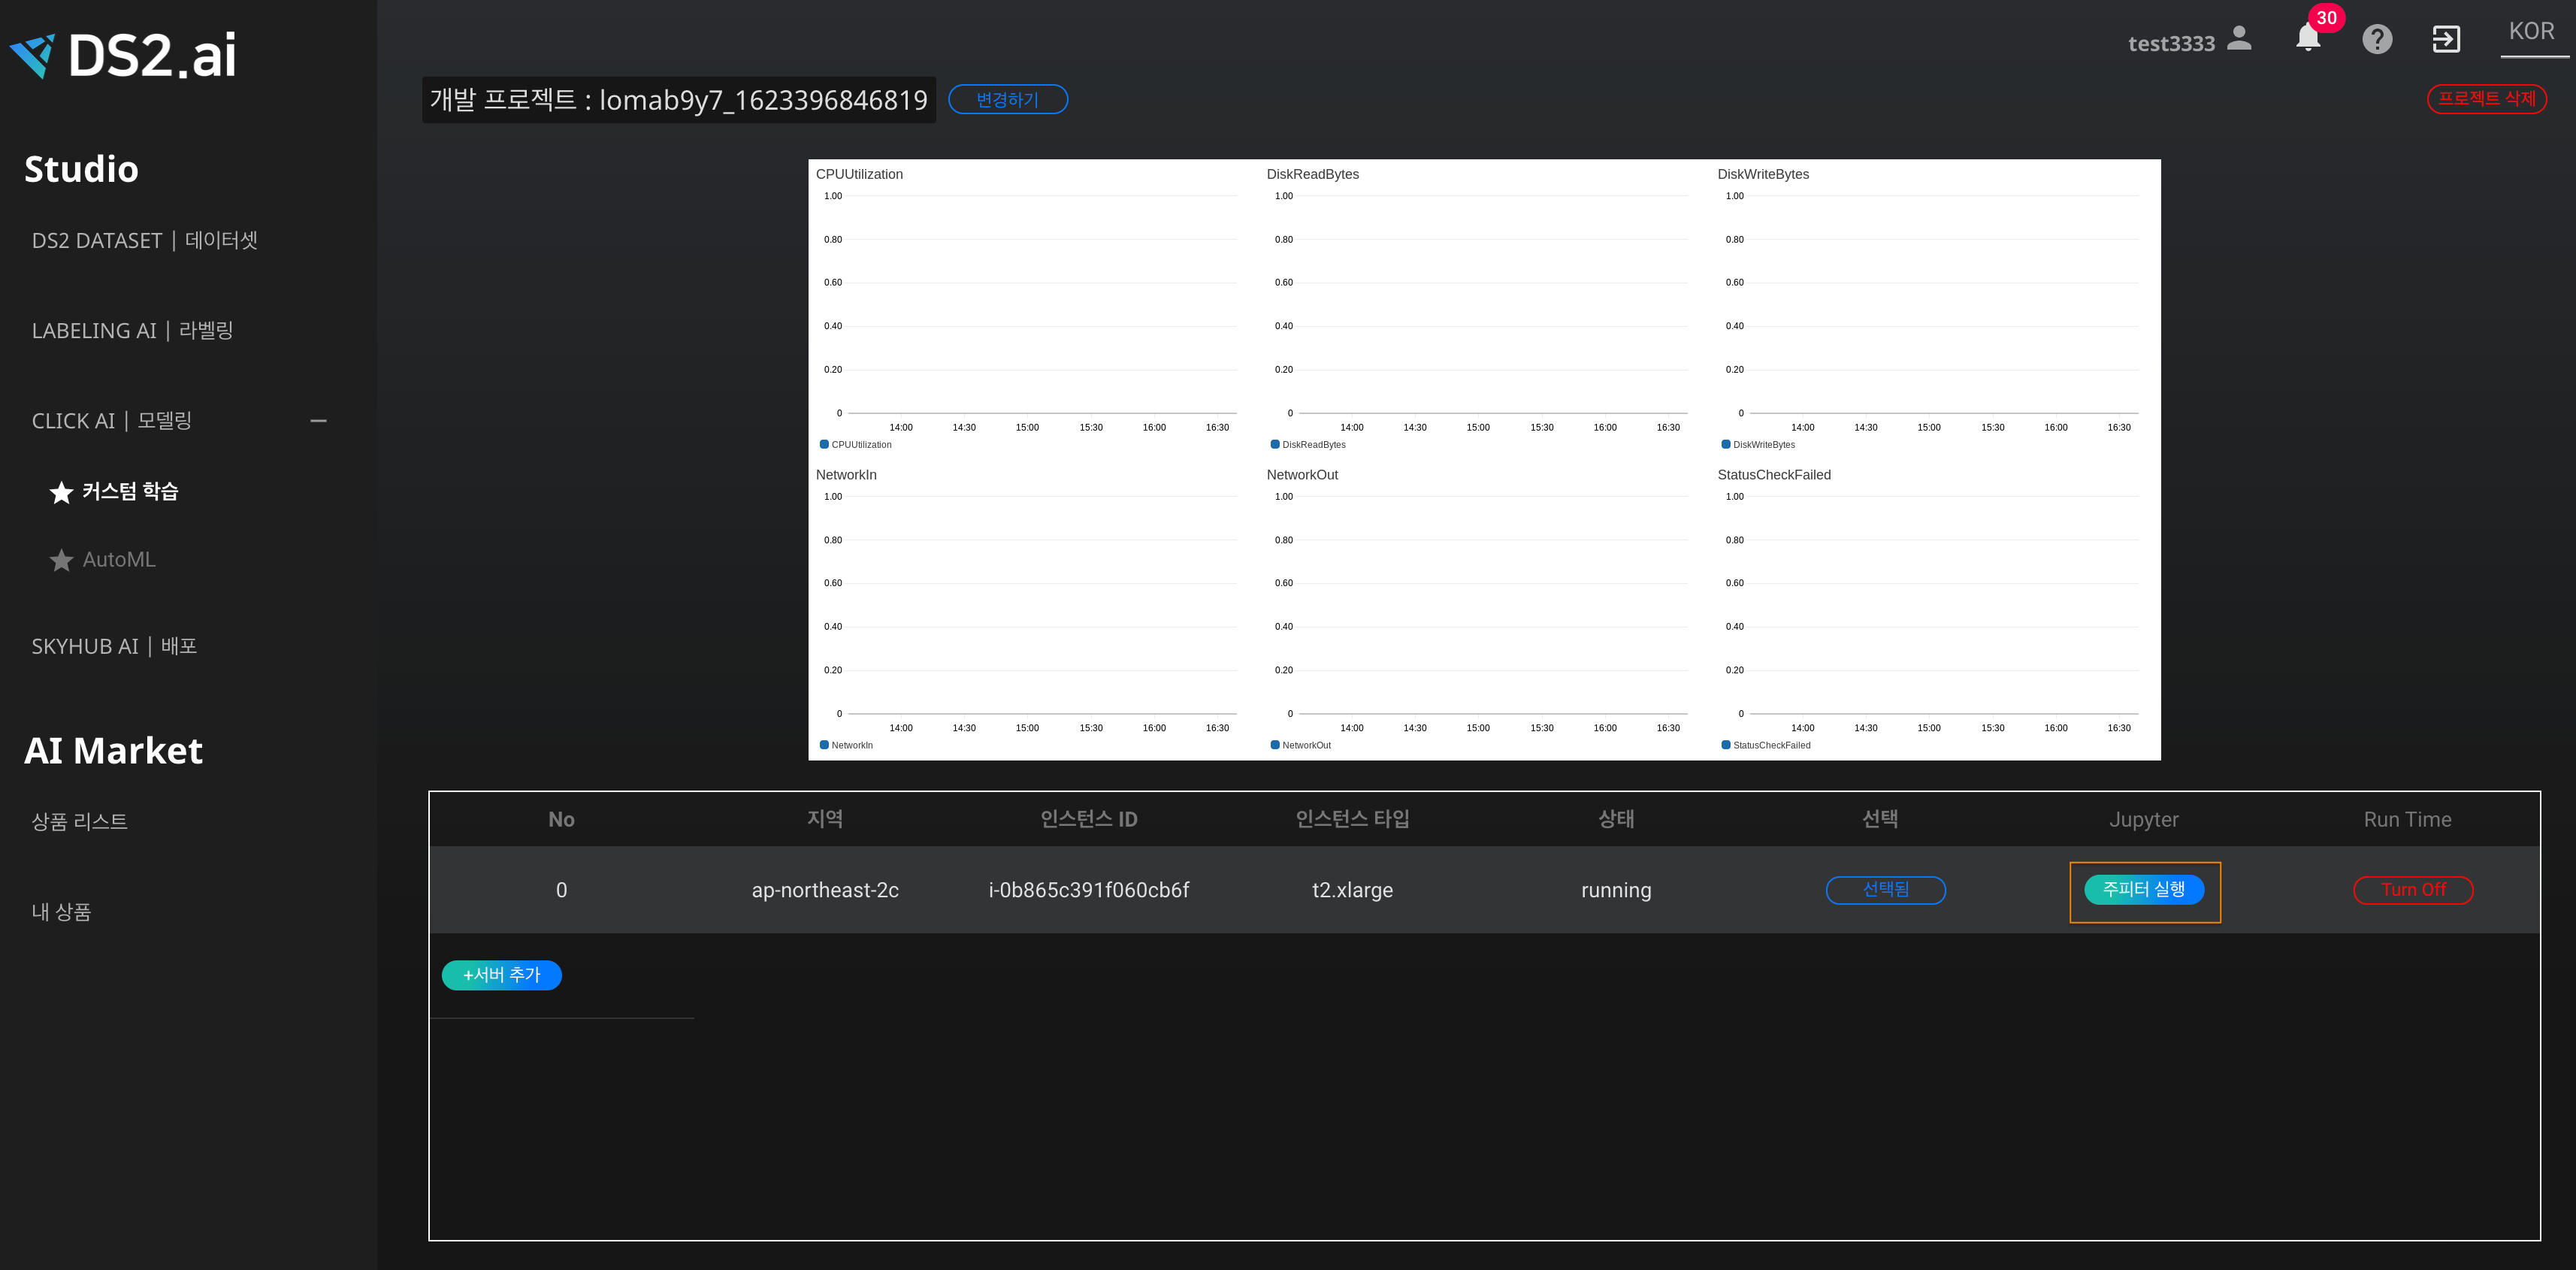 DS2.ai
test3333
30
KOR
개발 프로젝트 : lomab9y7_1623396846819
변경하기
프로젝트 삭제
Studio
DS2 DATASET | 데이터셋
LABELING AI | 라벨링
CLICK AI | 모델링
커스텀 학습
AutoML
SKYHUB AI | 배포
AI Market
상품 리스트
내 상품
CPUUtilization
1.00
0.80
0.60
0.40
0.20
0
14:00 14:30 15:00 15:30 16:00 16:30
CPUUtilization
DiskReadBytes
1.00
0.80
0.60
0.40
0.20
0
14:00 14:30 15:00 15:30 16:00 16:30
DiskReadBytes
DiskWriteBytes
1.00
0.80
0.60
0.40
0.20
0
14:00 14:30 15:00 15:30 16:00 16:30
DiskWriteBytes
NetworkIn
1.00
0.80
0.60
0.40
0.20
0
14:00 14:30 15:00 15:30 16:00 16:30
NetworkIn
NetworkOut
1.00
0.80
0.60
0.40
0.20
0
14:00 14:30 15:00 15:30 16:00 16:30
NetworkOut
StatusCheckFailed
1.00
0.80
0.60
0.40
0.20
0
14:00 14:30 15:00 15:30 16:00 16:30
StatusCheckFailed
No 지역 인스턴스 ID 인스턴스 타입 상태 선택 Jupyter Run Time
0 ap-northeast-2c i-0b865c391f060cb6f t2.xlarge running 선택됨 주피터 실행 Turn Off
+서버 추가